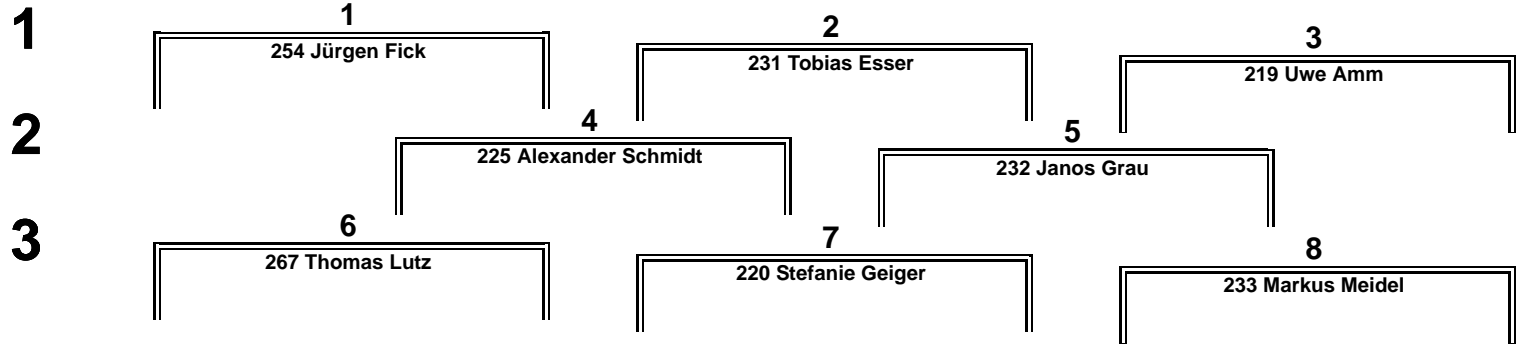 1
1
254 Jürgen Fick
2
231 Tobias Esser
3
219 Uwe Amm
2
4
225 Alexander Schmidt
5
232 Janos Grau
3
6
267 Thomas Lutz
7
220 Stefanie Geiger
8
233 Markus Meidel